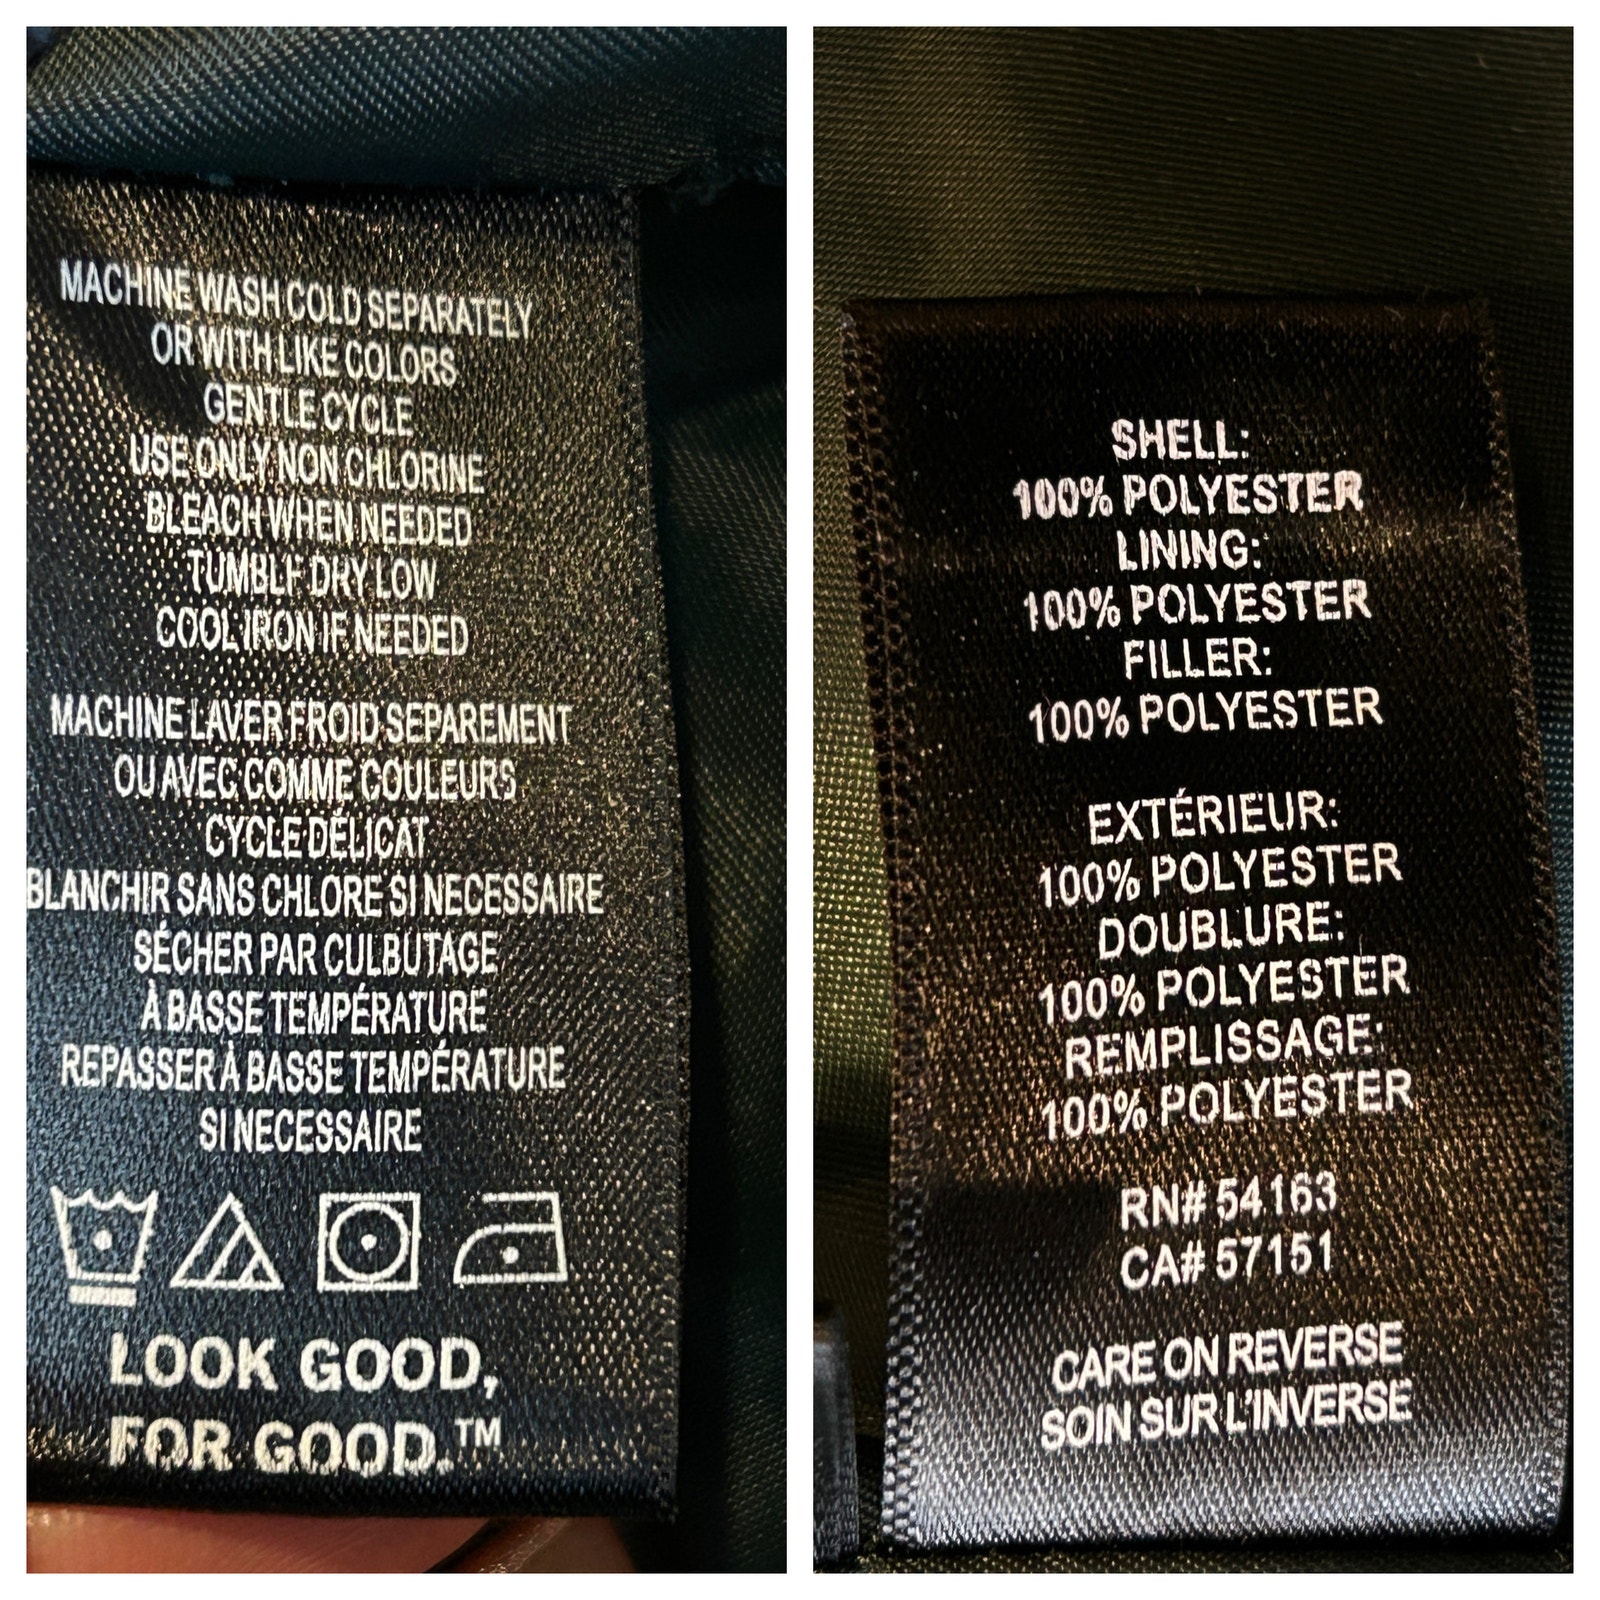 MACHINE WASH COLD SEPARATELY
OR WITH LIKE COLORS
GENTLE CYCLE
USE ONLY NON CHLORINE
BLEACH WHEN NEEDED
TUMBLE DRY LOW
COOL IRON IF NEEDED
MACHINE LAVER FROID SEPAREMENT
OU AVEC COMME COULEURS
CYCLE DÉLICAT
BLANCHIR SANS CHLORE SI NECESSAIRE
SÉCHER PAR CULBUTAGE
À BASSE TEMPÉRATURE
REPASSER À BASSE TEMPÉRATURE
SI NECESSAIRE
LOOK GOOD,
FOR GOOD.™
SHELL:
100% POLYESTER
LINING:
100% POLYESTER
FILLER:
100% POLYESTER
EXTÉRIEUR:
100% POLYESTER
DOUBLURE:
100% POLYESTER
REMPLISSAGE:
100% POLYESTER
RN# 54163
CA# 57151
CARE ON REVERSE
SOIN SUR L'INVERSE